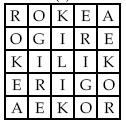 R O K E A
O G I R E
K I L I K
E R I G O
A E K O R